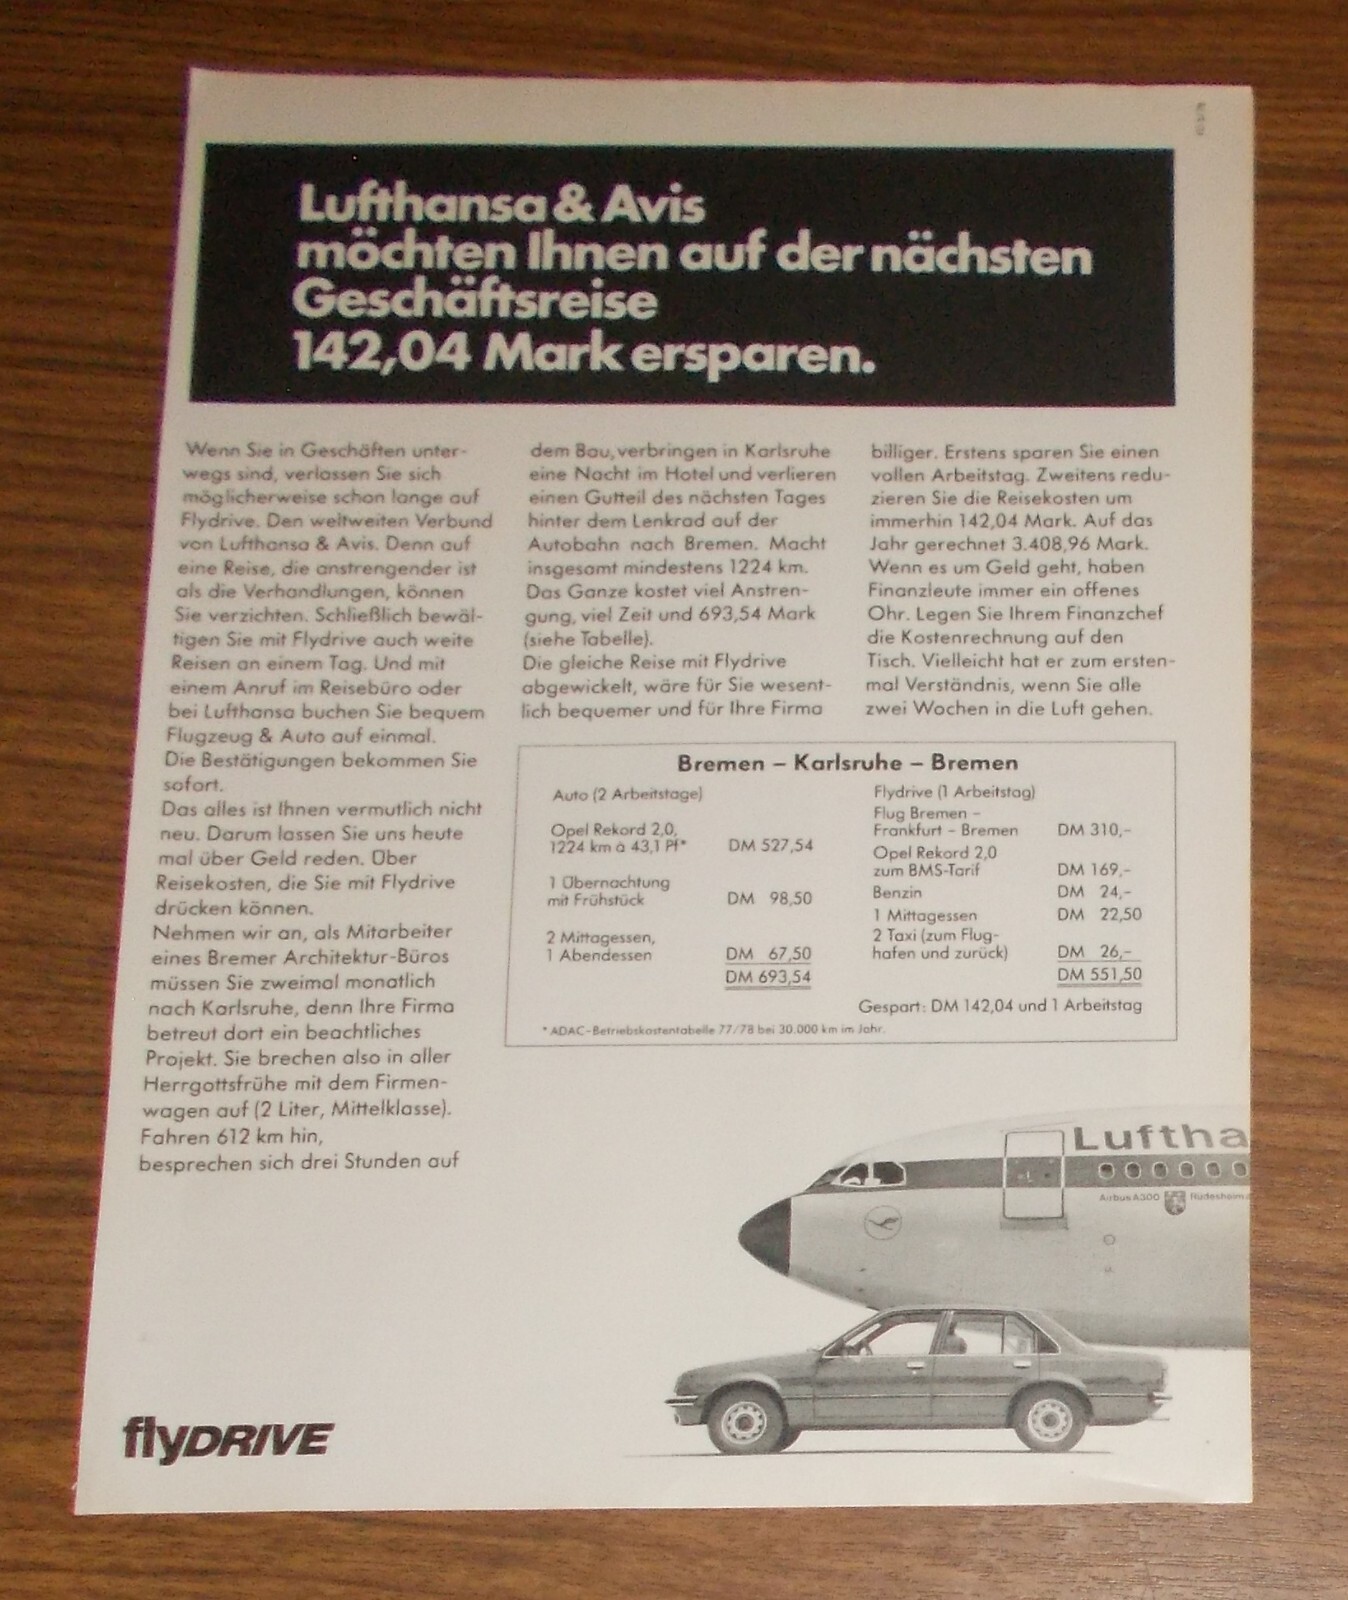 Lufthansa & Avis
möchten Ihnen auf der nächsten
Geschäftsreise
142,04 Mark ersparen.
Wenn Sie in Geschäften unter-
wegs sind, verlassen Sie sich
möglicherweise schon lange auf
Flydrive. Den weltweiten Verbund
von Lufthansa & Avis. Denn auf
eine Reise, die anstrengender ist
als die Verhandlungen, können
Sie verzichten. Schließlich bewäl-
tigen Sie mit Flydrive auch weite
Reisen an einem Tag. Und mit
einem Anruf im Reisebüro oder
bei Lufthansa buchen Sie bequem
Flugzeug & Auto auf einmal.
Die Bestätigungen bekommen Sie
sofort.
Das alles ist Ihnen vermutlich nicht
neu. Darum lassen Sie uns heute
mal über Geld reden. Über
Reisekosten, die Sie mit Flydrive
drücken können.
Nehmen wir an, als Mitarbeiter
eines Bremer Architektur-Büros
müssen Sie zweimal monatlich
nach Karlsruhe, denn Ihre Firma
betreut dort ein beachtliches
Projekt. Sie brechen also in aller
Herrgottsfrühe mit dem Firmen-
wagen auf (2 Liter, Mittelklasse).
Fahren 612 km hin,
besprechen sich drei Stunden auf
dem Bau, verbringen in Karlsruhe
eine Nacht im Hotel und verlieren
einen Gutteil des nächsten Tages
hinter dem Lenkrad auf der
Autobahn nach Bremen. Macht
insgesamt mindestens 1224 km.
Das Ganze kostet viel Anstren-
gung, viel Zeit und 693,54 Mark
(siehe Tabelle).
Die gleiche Reise mit Flydrive
abgewickelt, wäre für Sie wesent-
lich bequemer und für Ihre Firma
billiger. Erstens sparen Sie einen
vollen Arbeitstag. Zweitens redu-
zieren Sie die Reisekosten um
immerhin 142,04 Mark. Auf das
Jahr gerechnet 3.408,96 Mark.
Wenn es um Geld geht, haben
Finanzleute immer ein offenes
Ohr. Legen Sie Ihrem Finanzchef
die Kostenrechnung auf den
Tisch. Vielleicht hat er zum ersten-
mal Verständnis, wenn Sie alle
zwei Wochen in die Luft gehen.
Bremen – Karlsruhe – Bremen
Auto (2 Arbeitstage)
Opel Rekord 2,0,
1224 km à 43,1 Pf* DM 527,54
1 Übernachtung
mit Frühstück DM 98,50
2 Mittagessen,
1 Abendessen DM 67,50
DM 693,54
Flydrive (1 Arbeitstag)
Flug Bremen –
Frankfurt – Bremen DM 310,–
Opel Rekord 2,0
zum BMS-Tarif DM 169,–
Benzin DM 24,–
1 Mittagessen DM 22,50
2 Taxi (zum Flug-
hafen und zurück) DM 26,–
DM 551,50
Gespart: DM 142,04 und 1 Arbeitstag
* ADAC-Betriebskostentabelle 77/78 bei 30.000 km im Jahr.
Luftha
Airbus A300 Rüdesheim
flyDRIVE